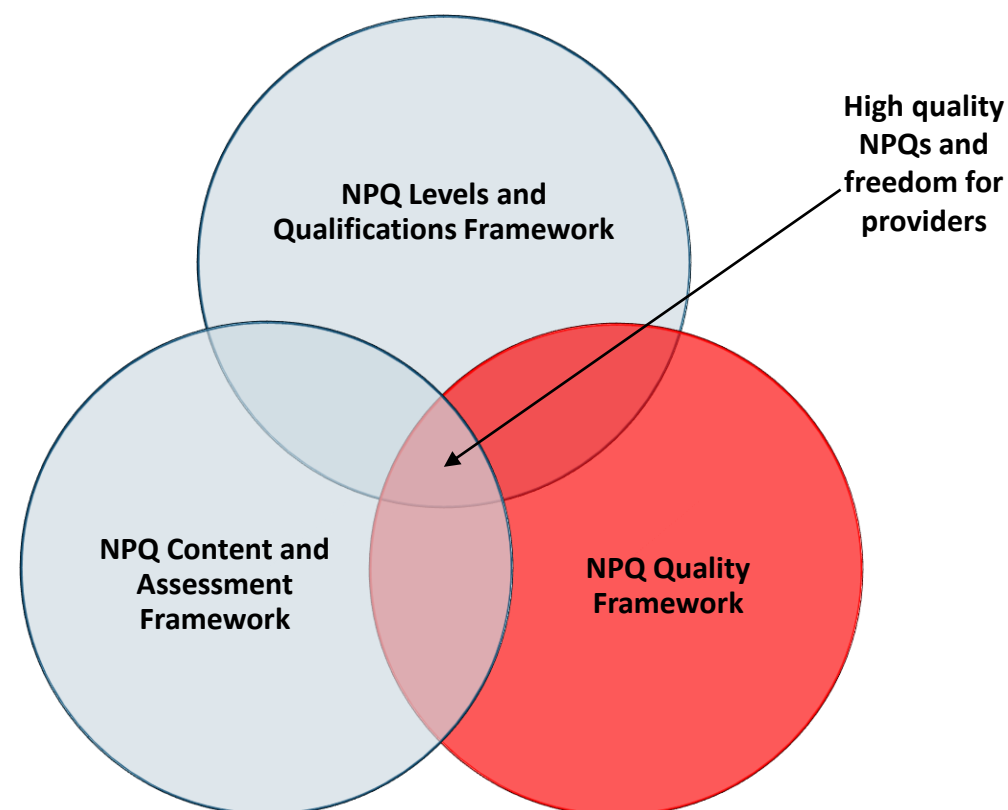 High quality
NPQs and
freedom for
providers
NPQ Levels and
Qualifications Framework
NPQ Content and
Assessment
Framework
NPQ Quality
Framework